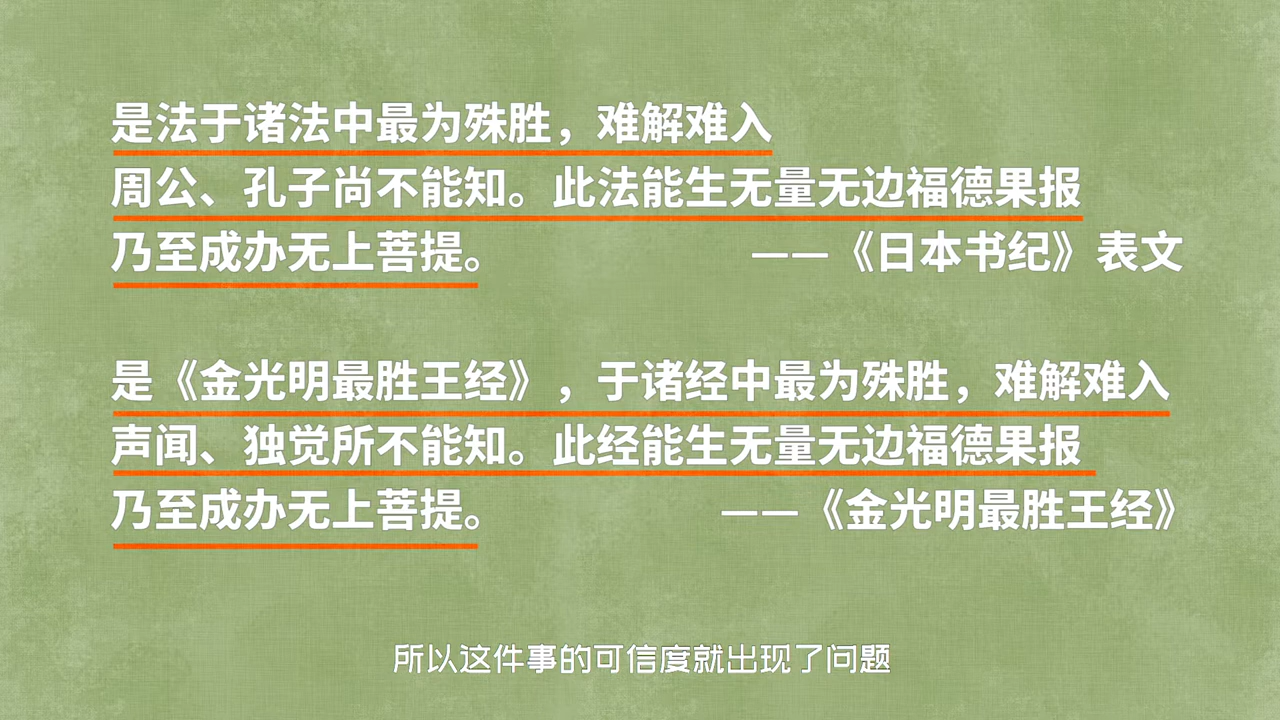 是法于诸法中最为殊胜，难解难入
周公、孔子尚不能知。此法能生无量无边福德果报
乃至成办无上菩提。
——《日本书纪》表文
是《金光明最胜王经》，于诸经中最为殊胜，难解难入
声闻、独觉所不能知。此经能生无量无边福德果报
乃至成办无上菩提。
——《金光明最胜王经》
所以这件事的可信度就出现了问题